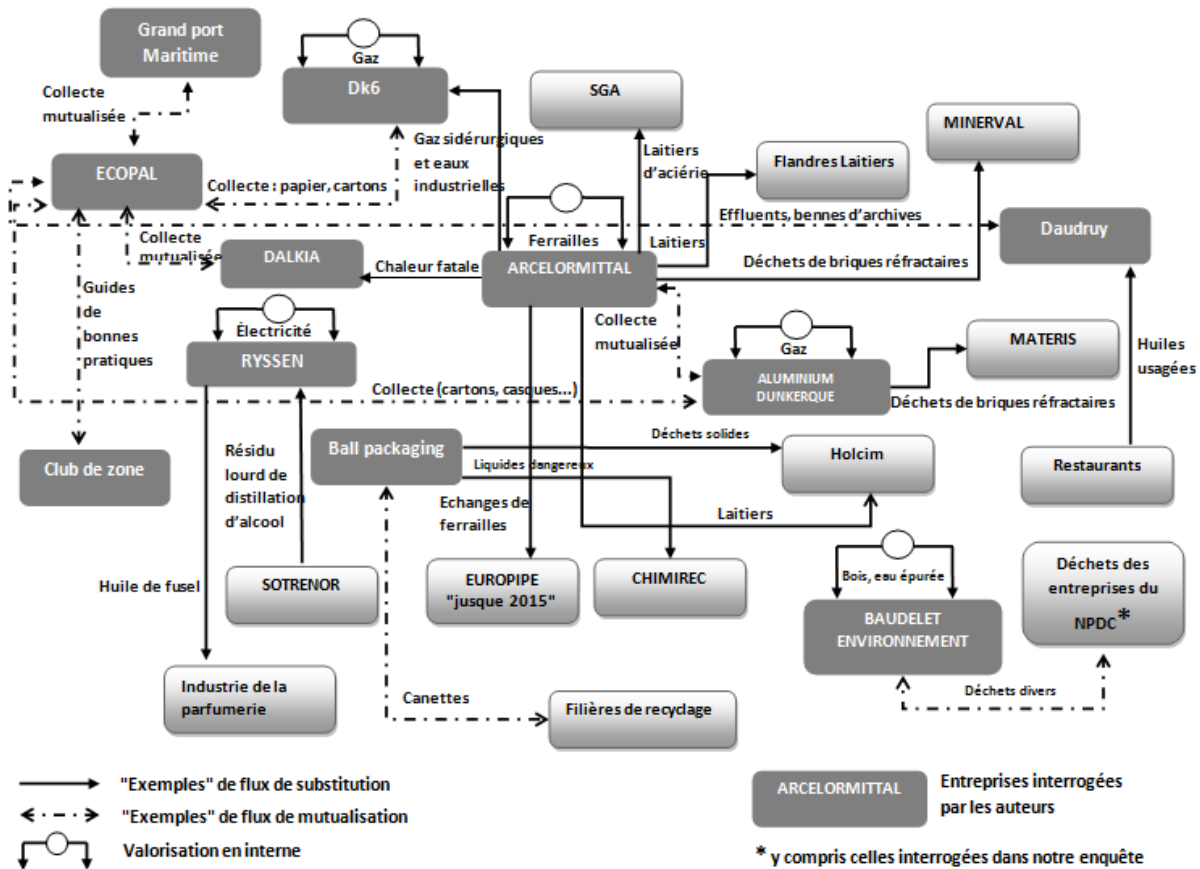 Grand port
Maritime
Gaz
Dk6
SGA
MINERVAL
Collecte
mutualisée
Gaz sidérurgiques
et eaux
industrielles
Laitiers
d'aciérie
Flandres Laitiers
ECOPAL
Collecte : papier, cartons
Effluents, bennes d'archives
Daudruy
Collecte
mutualisée
DALKIA
Chaleur fatale
Ferrailles
ARCELORMITTAL
Laitiers
Déchets de briques réfractaires
Guides
de
bonnes
pratiques
Électricité
RYSSEN
Collecte
mutualisée
Gaz
ALUMINIUM
DUNKERQUE
MATERIS
Huiles
usagées
Collecte (cartons, casques...)
Déchets de briques réfractaires
Club de zone
Résidu
lourd de
distillation
d'alcool
Ball packaging
Déchets solides
Liquides dangereux
Holcim
Restaurants
Echanges de
ferrailles
Laitiers
Huile de fusel
SOTRENOR
EUROPIPE
"jusque 2015"
CHIMIREC
Bois, eau épurée
BAUDELET
ENVIRONNEMENT
Déchets des
entreprises du
NPDC*
Industrie de la
parfumerie
Canettes
Filières de recyclage
Déchets divers
"Exemples" de flux de substitution
"Exemples" de flux de mutualisation
Valorisation en interne
ARCELORMITTAL
Entreprises interrogées
par les auteurs
* y compris celles interrogées dans notre enquête